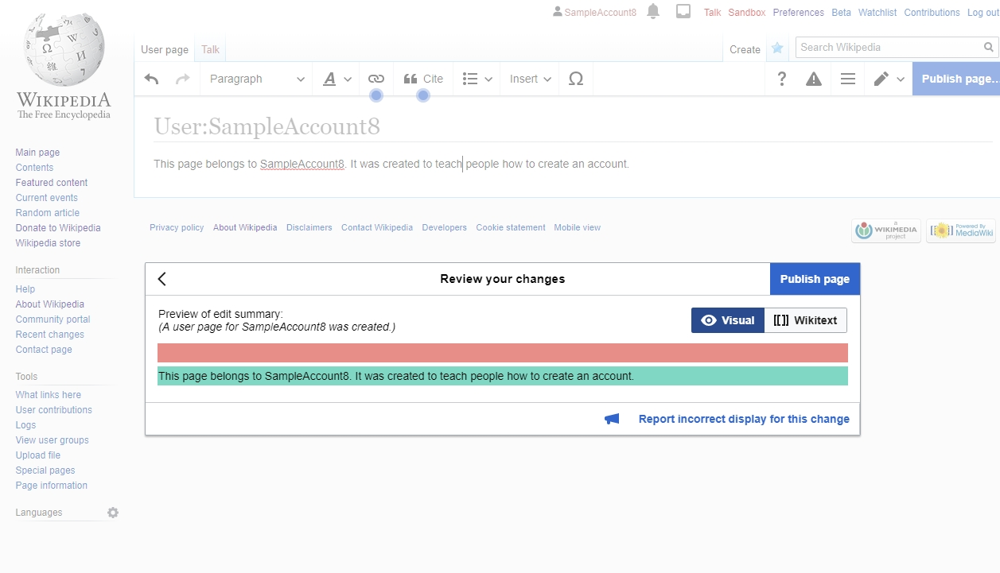 SampleAccount8 Talk Sandbox Preferences Beta Watchlist Contributions Log out
User page Talk Create Search Wikipedia
Paragraph A Cite Insert Ω ? Publish page...
WIKIPEDIA
The Free Encyclopedia
Main page
Contents
Featured content
Current events
Random article
Donate to Wikipedia
Wikipedia store
Interaction
Help
About Wikipedia
Community portal
Recent changes
Contact page
Tools
What links here
User contributions
Logs
View user groups
Upload file
Special pages
Page information
Languages
User:SampleAccount8
This page belongs to SampleAccount8. It was created to teach people how to create an account.
Privacy policy About Wikipedia Disclaimers Contact Wikipedia Developers Cookie statement Mobile view
a
WIKIMEDIA
project
Powered By
MediaWiki
Review your changes Publish page
Preview of edit summary:
(A user page for SampleAccount8 was created.)
Visual [[]] Wikitext
This page belongs to SampleAccount8. It was created to teach people how to create an account.
Report incorrect display for this change